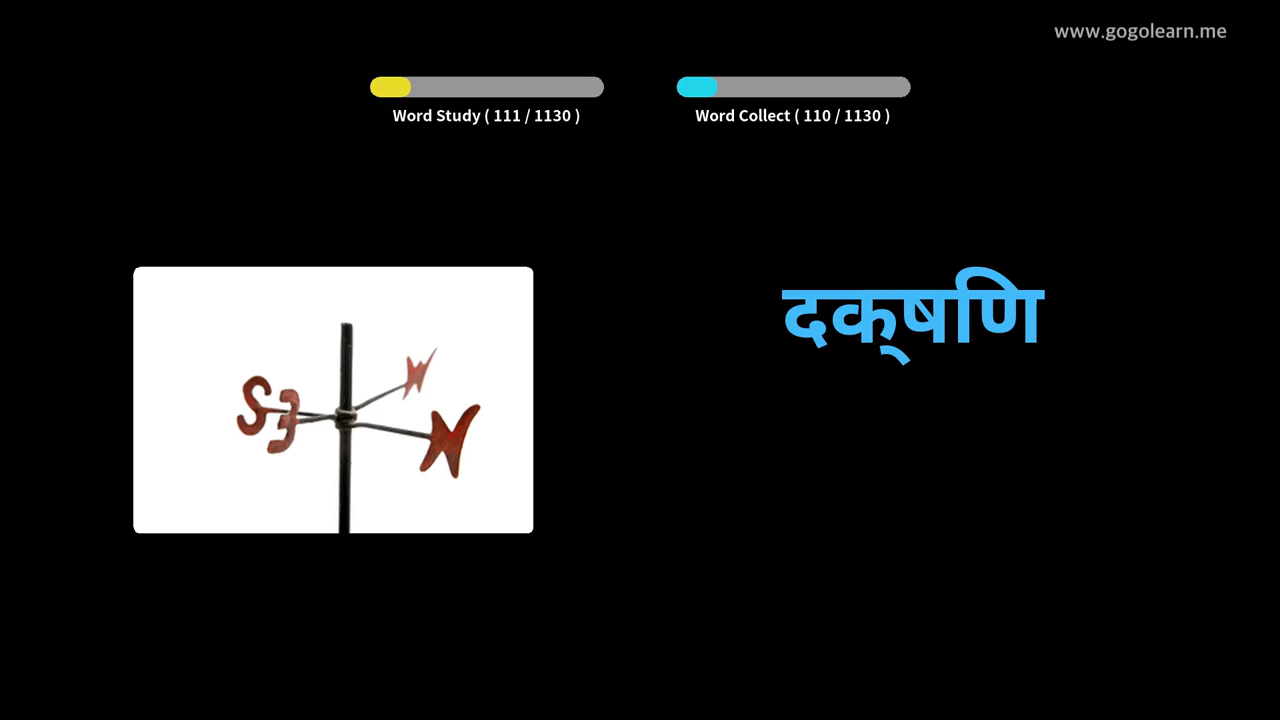 www.gogolearn.me
Word Study ( 111 / 1130 )
Word Collect ( 110 / 1130 )
दक्‌षणि
S
E